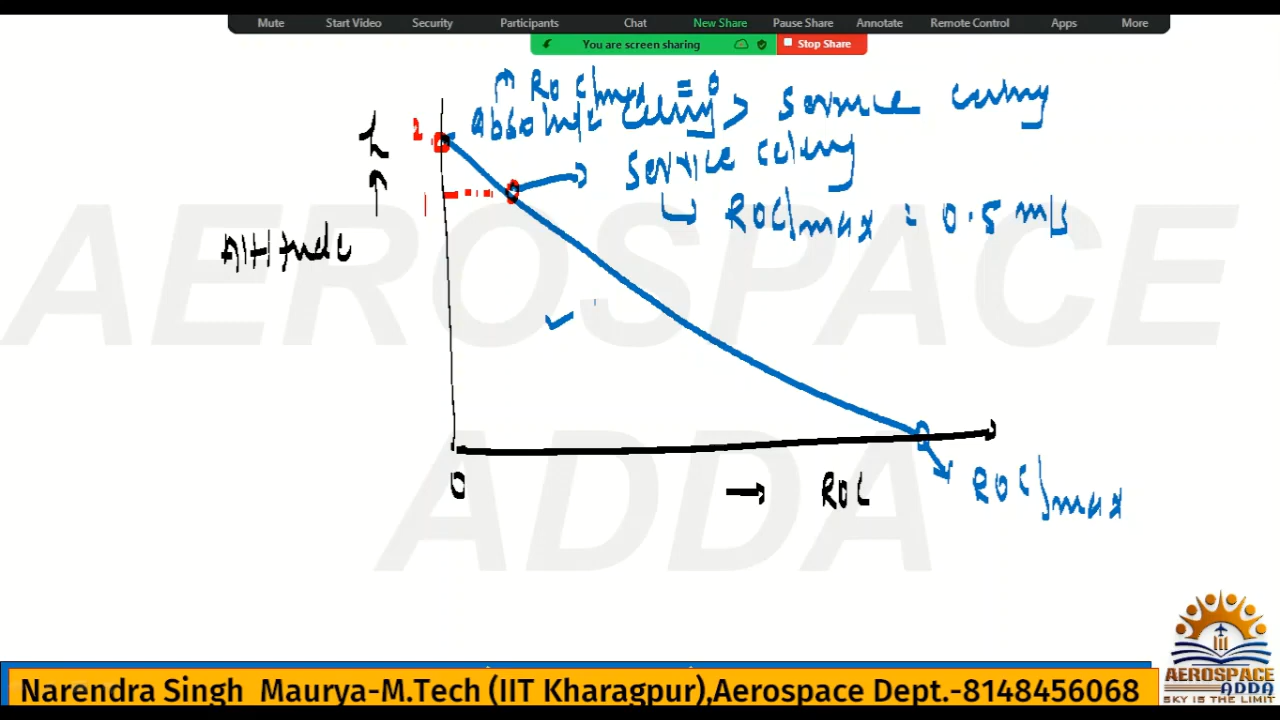 Mute Start Video Security Participants Chat New Share Pause Share Annotate Remote Control Apps More
You are screen sharing Stop Share
ROC)max = 0
absolute ceiling > service ceiling
2
h
service ceiling
1
ROC)max = 0.5 m/s
Altitude
AEROSPACE
ADDA
0
ROC
ROC)max
Narendra Singh Maurya-M.Tech (IIT Kharagpur),Aerospace Dept.-8148456068
AEROSPACE
ADDA
SKY IS THE LIMIT